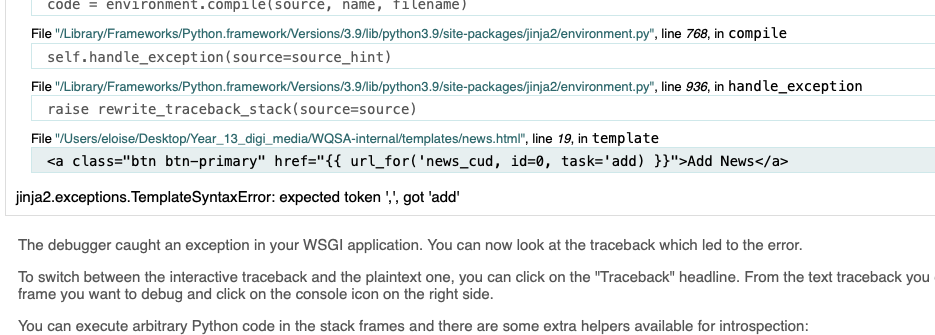 code = environment.compile(source, name, filename)
File "/Library/Frameworks/Python.framework/Versions/3.9/lib/python3.9/site-packages/jinja2/environment.py", line 768, in compile
self.handle_exception(source=source_hint)
File "/Library/Frameworks/Python.framework/Versions/3.9/lib/python3.9/site-packages/jinja2/environment.py", line 936, in handle_exception
raise rewrite_traceback_stack(source=source)
File "/Users/eloise/Desktop/Year_13_digi_media/WQSA-internal/templates/news.html", line 19, in template
<a class="btn btn-primary" href="{{ url_for('news_cud, id=0, task='add) }}">Add News</a>
jinja2.exceptions.TemplateSyntaxError: expected token ',', got 'add'
The debugger caught an exception in your WSGI application. You can now look at the traceback which led to the error.
To switch between the interactive traceback and the plaintext one, you can click on the "Traceback" headline. From the text traceback you
frame you want to debug and click on the console icon on the right side.
You can execute arbitrary Python code in the stack frames and there are some extra helpers available for introspection: